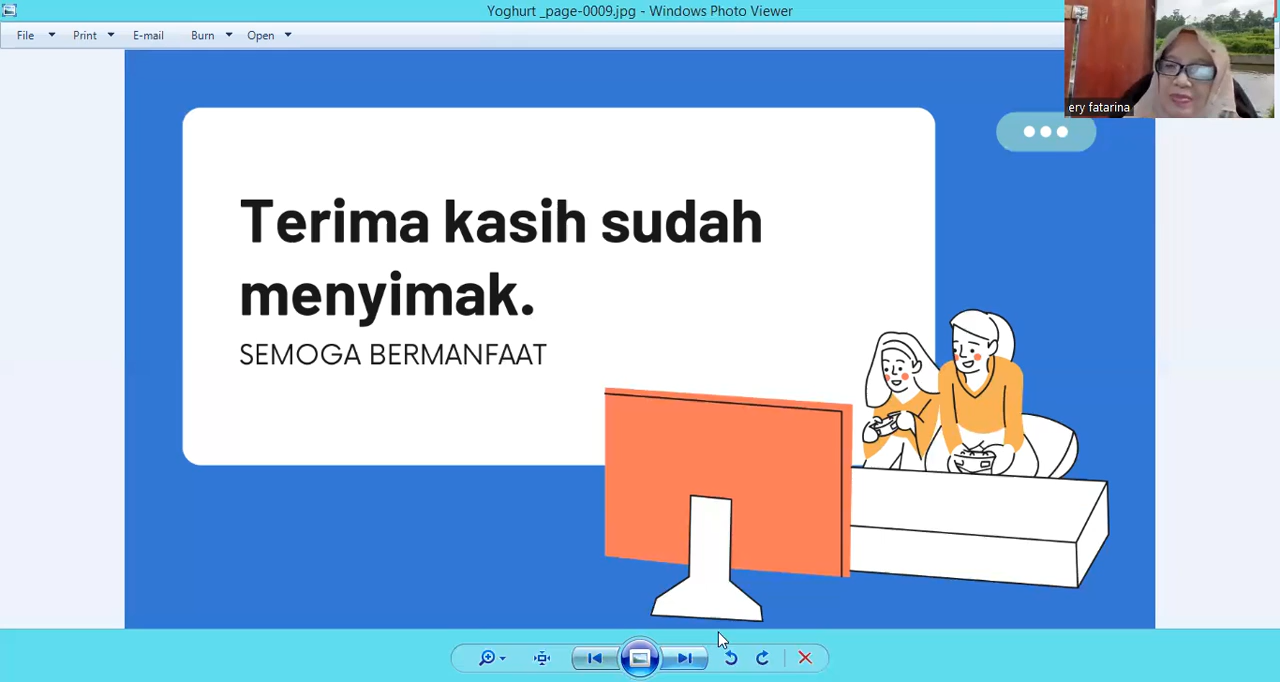 Yoghurt _page-0009.jpg - Windows Photo Viewer
File Print E-mail Burn Open
ery fatarina
Terima kasih sudah
menyimak.
SEMOGA BERMANFAAT